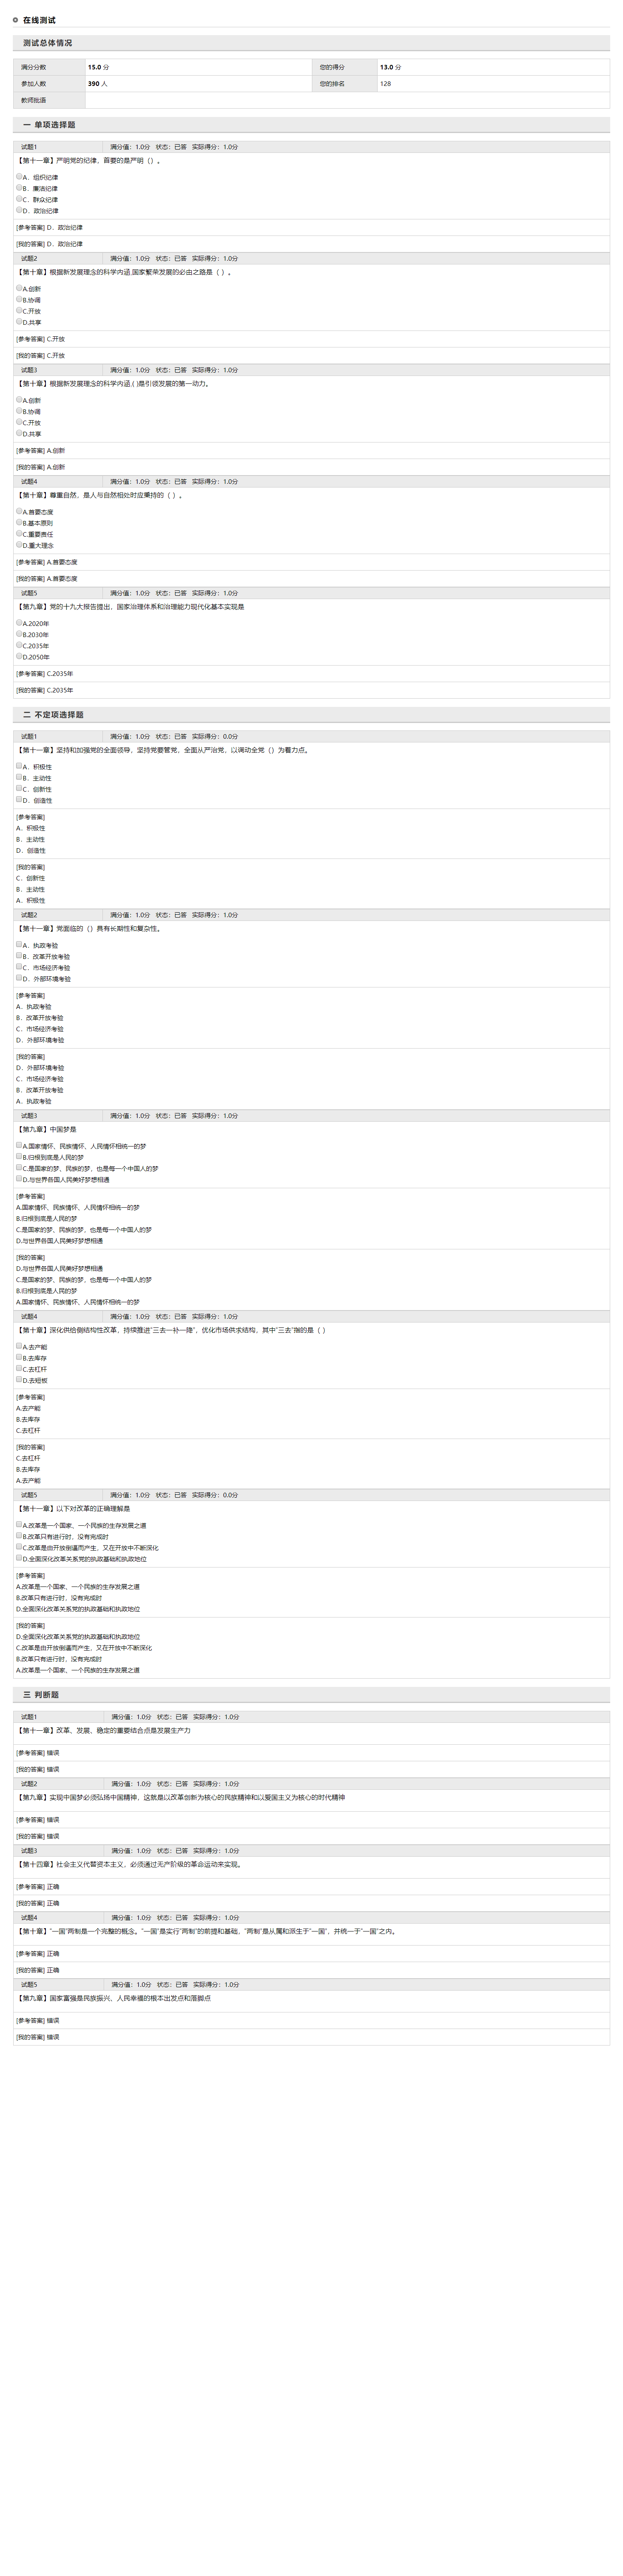 在线测试
测试总体情况
满分分数 15.0 分 您的得分 13.0 分
参加人数 390 人 您的排名 128
教师批语
一 单项选择题
试题1 满分值：1.0分 状态：已答 实际得分：1.0分
【第十一章】严明党的纪律，首要的是严明（）。
A．组织纪律
B．廉洁纪律
C．群众纪律
D．政治纪律
[参考答案] D．政治纪律
[我的答案] D．政治纪律
试题2 满分值：1.0分 状态：已答 实际得分：1.0分
【第十章】根据新发展理念的科学内涵,国家繁荣发展的必由之路是（ ）。
A.创新
B.协调
C.开放
D.共享
[参考答案] C.开放
[我的答案] C.开放
试题3 满分值：1.0分 状态：已答 实际得分：1.0分
【第十章】根据新发展理念的科学内涵,( )是引领发展的第一动力。
A.创新
B.协调
C.开放
D.共享
[参考答案] A.创新
[我的答案] A.创新
试题4 满分值：1.0分 状态：已答 实际得分：1.0分
【第十章】尊重自然，是人与自然相处时应秉持的（ ）。
A.首要态度
B.基本原则
C.重要责任
D.重大理念
[参考答案] A.首要态度
[我的答案] A.首要态度
试题5 满分值：1.0分 状态：已答 实际得分：1.0分
【第九章】党的十九大报告提出，国家治理体系和治理能力现代化基本实现是
A.2020年
B.2030年
C.2035年
D.2050年
[参考答案] C.2035年
[我的答案] C.2035年
二 不定项选择题
试题1 满分值：1.0分 状态：已答 实际得分：0.0分
【第十一章】坚持和加强党的全面领导，坚持党要管党，全面从严治党，以调动全党（）为着力点。
A．积极性
B．主动性
C．创新性
D．创造性
[参考答案]
A．积极性
B．主动性
D．创造性
[我的答案]
C．创新性
B．主动性
A．积极性
试题2 满分值：1.0分 状态：已答 实际得分：1.0分
【第十一章】党面临的（）具有长期性和复杂性。
A．执政考验
B．改革开放考验
C．市场经济考验
D．外部环境考验
[参考答案]
A．执政考验
B．改革开放考验
C．市场经济考验
D．外部环境考验
[我的答案]
D．外部环境考验
C．市场经济考验
B．改革开放考验
A．执政考验
试题3 满分值：1.0分 状态：已答 实际得分：1.0分
【第九章】中国梦是
A.国家情怀、民族情怀、人民情怀相统一的梦
B.归根到底是人民的梦
C.是国家的梦、民族的梦，也是每一个中国人的梦
D.与世界各国人民美好梦想相通
[参考答案]
A.国家情怀、民族情怀、人民情怀相统一的梦
B.归根到底是人民的梦
C.是国家的梦、民族的梦，也是每一个中国人的梦
D.与世界各国人民美好梦想相通
[我的答案]
D.与世界各国人民美好梦想相通
C.是国家的梦、民族的梦，也是每一个中国人的梦
B.归根到底是人民的梦
A.国家情怀、民族情怀、人民情怀相统一的梦
试题4 满分值：1.0分 状态：已答 实际得分：1.0分
【第十章】深化供给侧结构性改革，持续推进“三去一补一降”，优化市场供求结构，其中“三去”指的是（ ）
A.去产能
B.去库存
C.去杠杆
D.去短板
[参考答案]
A.去产能
B.去库存
C.去杠杆
[我的答案]
C.去杠杆
B.去库存
A.去产能
试题5 满分值：1.0分 状态：已答 实际得分：0.0分
【第十一章】以下对改革的正确理解是
A.改革是一个国家、一个民族的生存发展之道
B.改革只有进行时，没有完成时
C.改革是由开放倒逼而产生，又在开放中不断深化
D.全面深化改革关系党的执政基础和执政地位
[参考答案]
A.改革是一个国家、一个民族的生存发展之道
B.改革只有进行时，没有完成时
D.全面深化改革关系党的执政基础和执政地位
[我的答案]
D.全面深化改革关系党的执政基础和执政地位
C.改革是由开放倒逼而产生，又在开放中不断深化
B.改革只有进行时，没有完成时
A.改革是一个国家、一个民族的生存发展之道
三 判断题
试题1 满分值：1.0分 状态：已答 实际得分：1.0分
【第十一章】改革、发展、稳定的重要结合点是发展生产力
[参考答案] 错误
[我的答案] 错误
试题2 满分值：1.0分 状态：已答 实际得分：1.0分
【第九章】实现中国梦必须弘扬中国精神，这就是以改革创新为核心的民族精神和以爱国主义为核心的时代精神
[参考答案] 错误
[我的答案] 错误
试题3 满分值：1.0分 状态：已答 实际得分：1.0分
【第十四章】社会主义代替资本主义，必须通过无产阶级的革命运动来实现。
[参考答案] 正确
[我的答案] 正确
试题4 满分值：1.0分 状态：已答 实际得分：1.0分
【第十章】“一国”两制是一个完整的概念。“一国”是实行“两制”的前提和基础，“两制”是从属和派生于“一国”，并统一于“一国”之内。
[参考答案] 正确
[我的答案] 正确
试题5 满分值：1.0分 状态：已答 实际得分：1.0分
【第九章】国家富强是民族振兴、人民幸福的根本出发点和落脚点
[参考答案] 错误
[我的答案] 错误